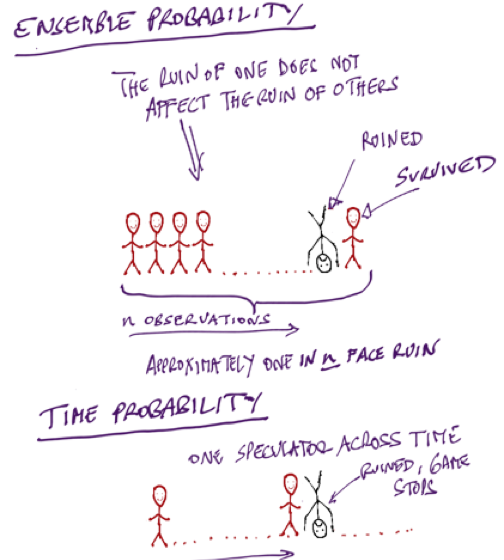 ENSEMBLE PROBABILITY
THE RUIN OF ONE DOES NOT
AFFECT THE RUIN OF OTHERS
RUINED
SURVIVED
n OBSERVATIONS
APPROXIMATELY ONE IN n FACE RUIN
TIME PROBABILITY
ONE SPECULATOR ACROSS TIME
RUINED, GAME
STOPS